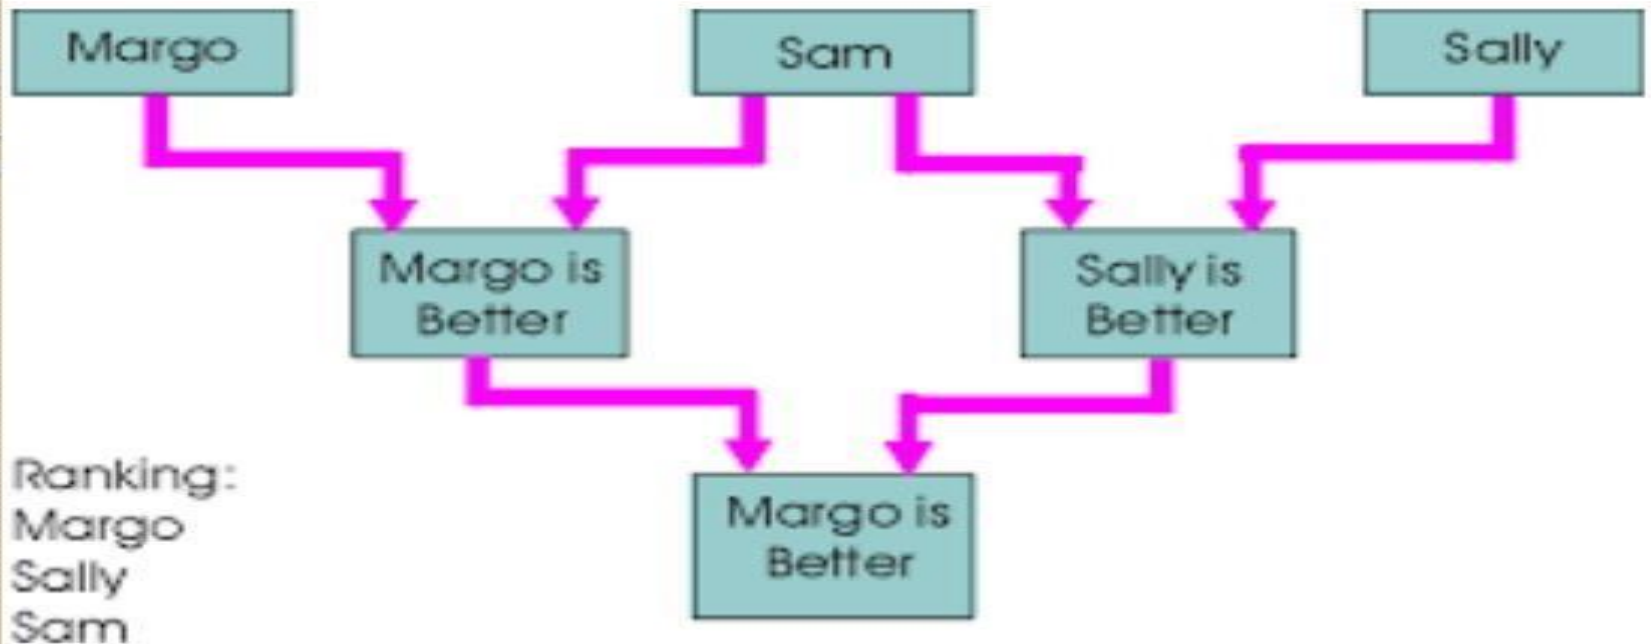 Margo
Sam
Sally
Margo is
Better
Sally is
Better
Margo is
Better
Ranking:
Margo
Sally
Sam